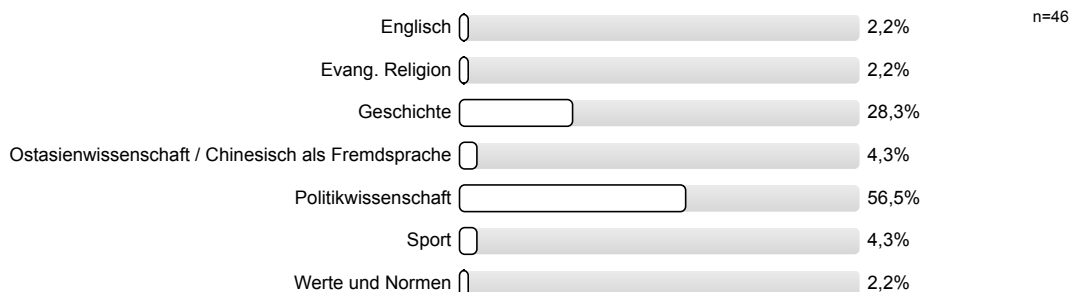 Englisch 2,2% n=46
Evang. Religion 2,2%
Geschichte 28,3%
Ostasienwissenschaft / Chinesisch als Fremdsprache 4,3%
Politikwissenschaft 56,5%
Sport 4,3%
Werte und Normen 2,2%